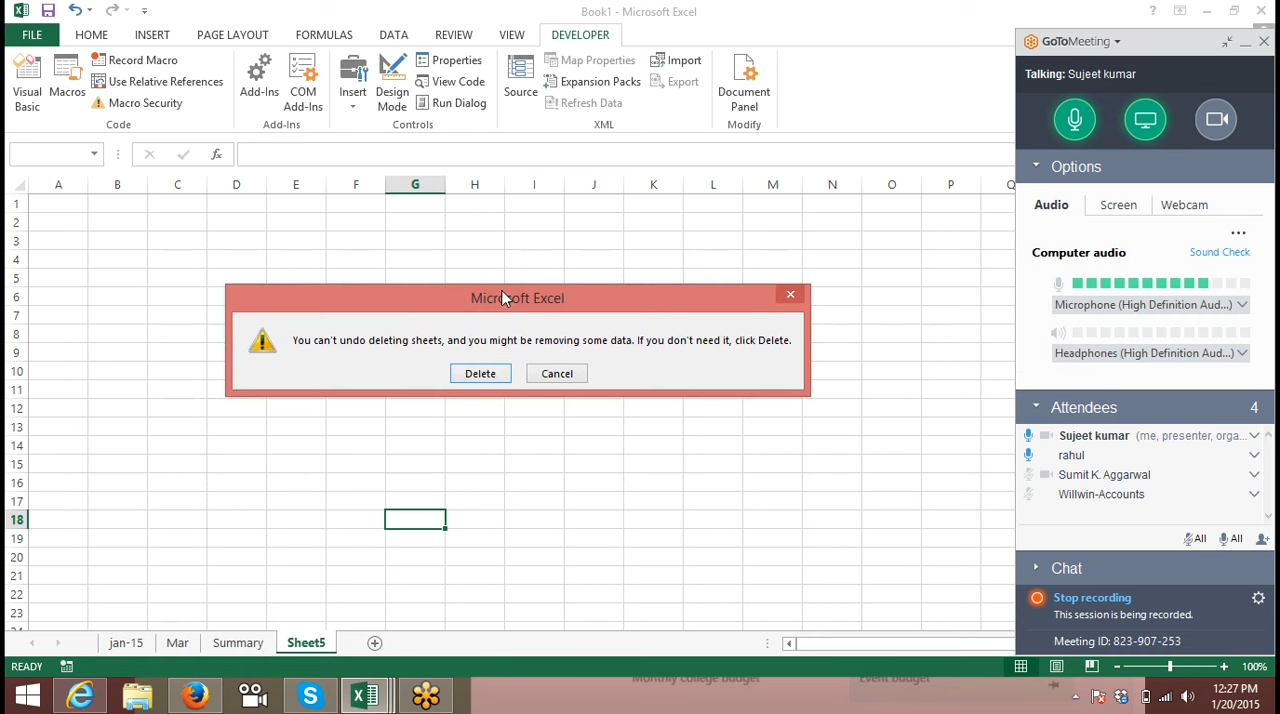 Book1 - Microsoft Excel
FILE HOME INSERT PAGE LAYOUT FORMULAS DATA REVIEW VIEW DEVELOPER
Visual Basic
Macros
Record Macro
Use Relative References
Macro Security
Code
Add-Ins
COM Add-Ins
Add-Ins
Insert
Design Mode
Properties
View Code
Run Dialog
Controls
Source
Map Properties
Expansion Packs
Refresh Data
Import
Export
XML
Document Panel
Modify
fx
A B C D E F G H I J K L M N O P Q
1
2
3
4
5
6
7
8
9
10
11
12
13
14
15
16
17
18
19
20
21
22
23
Microsoft Excel
You can't undo deleting sheets, and you might be removing some data. If you don't need it, click Delete.
Delete Cancel
jan-15 Mar Summary Sheet5
READY
100%
GoToMeeting
Talking: Sujeet kumar
Options
Audio Screen Webcam
Computer audio Sound Check
Microphone (High Definition Aud...)
Headphones (High Definition Aud...)
Attendees 4
Sujeet kumar (me, presenter, orga...
rahul
Sumit K. Aggarwal
Willwin-Accounts
All All
Chat
Stop recording
This session is being recorded.
Meeting ID: 823-907-253
Monthly college budget Event budget
12:27 PM
1/20/2015